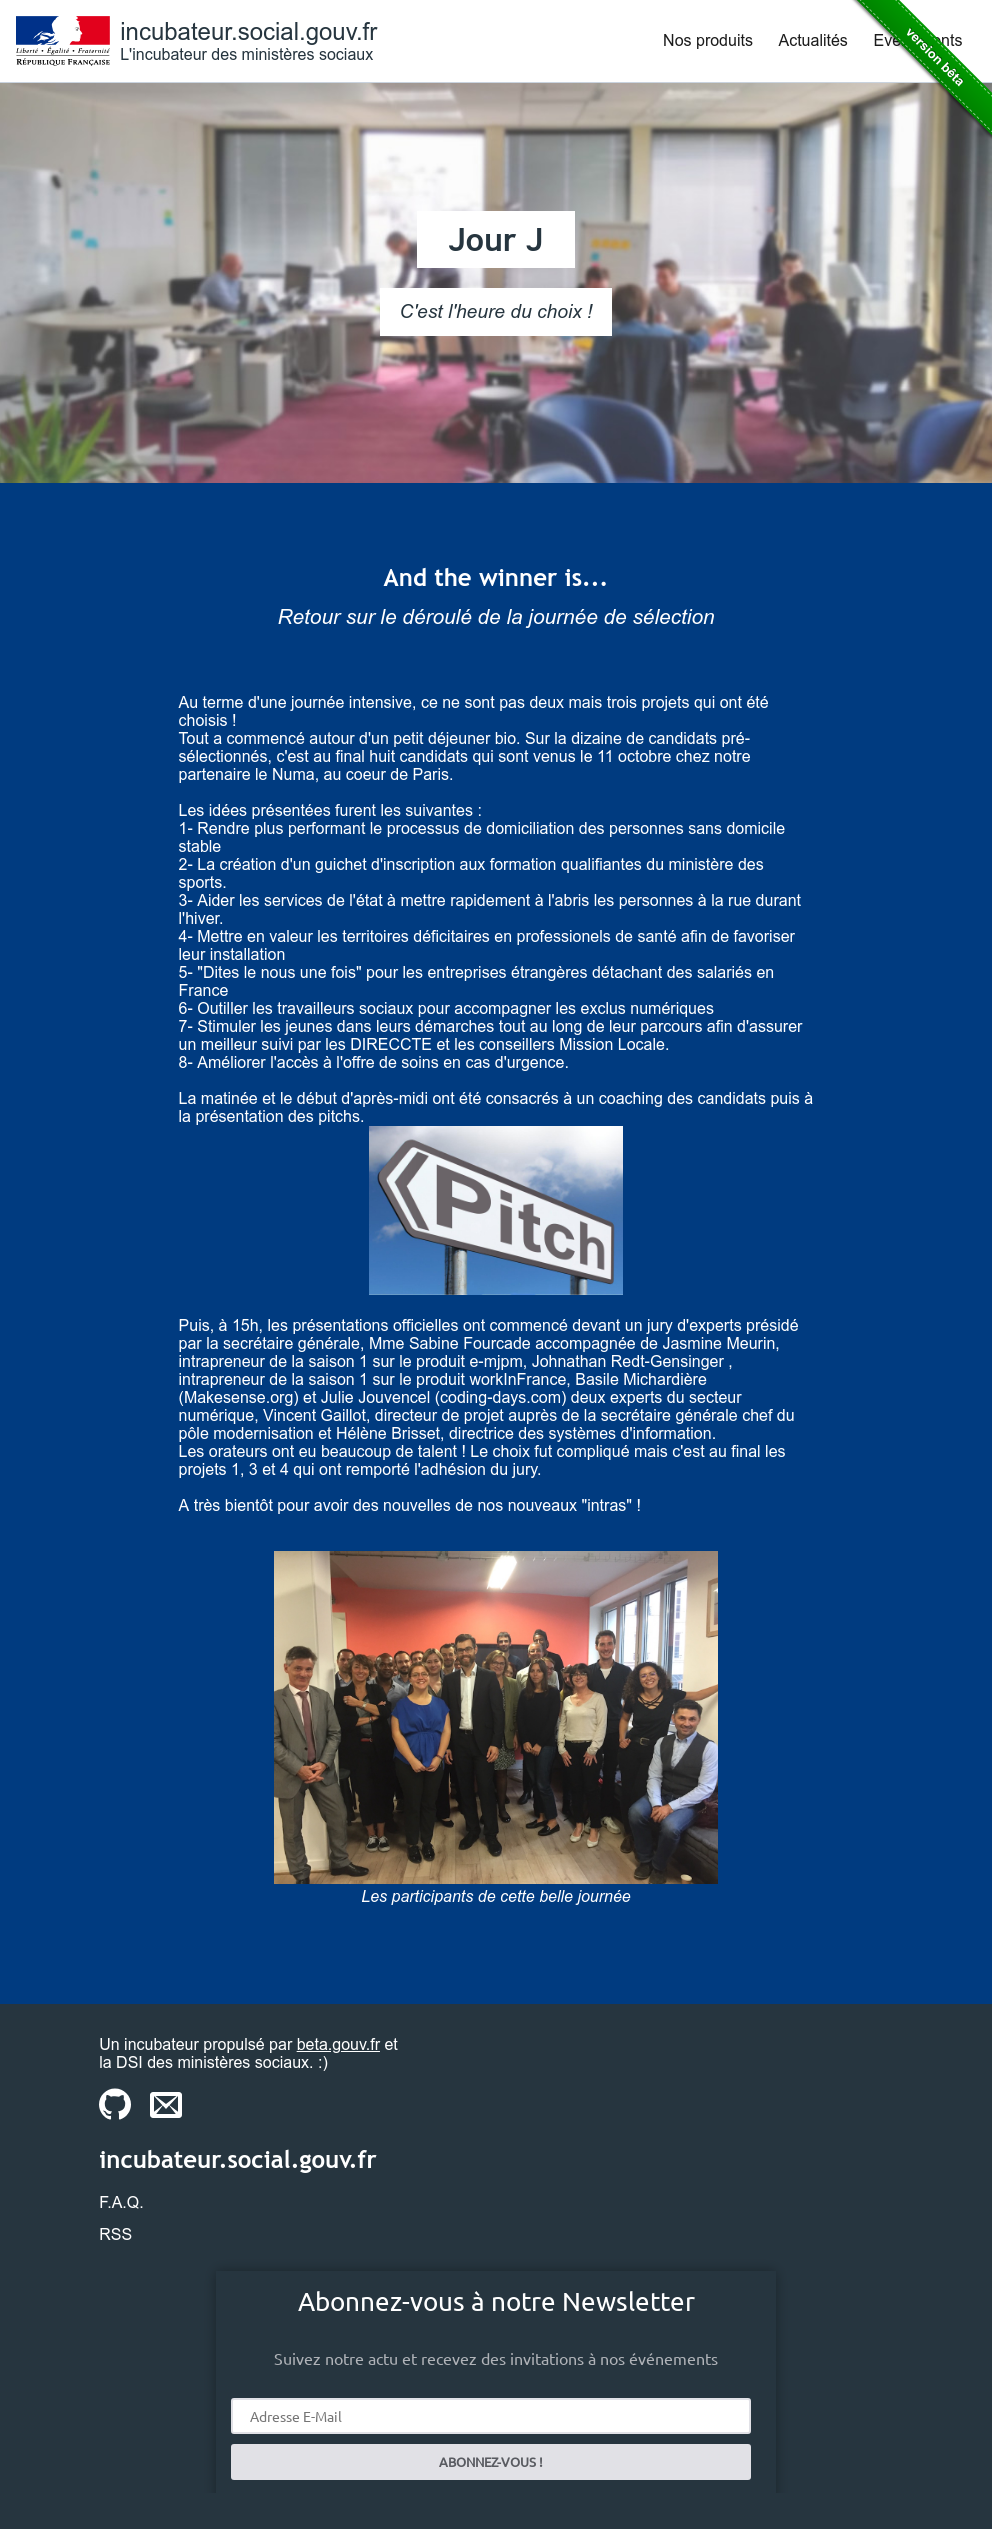 Liberté • Égalité • Fraternité
RÉPUBLIQUE FRANÇAISE
incubateur.social.gouv.fr
L'incubateur des ministères sociaux
Nos produits
Actualités
version bêta
Jour J
C'est l'heure du choix !
And the winner is...
Retour sur le déroulé de la journée de sélection
Au terme d'une journée intensive, ce ne sont pas deux mais trois projets qui ont été
choisis !
Tout a commencé autour d'un petit déjeuner bio. Sur la dizaine de candidats pré-
sélectionnés, c'est au final huit candidats qui sont venus le 11 octobre chez notre
partenaire le Numa, au coeur de Paris.
Les idées présentées furent les suivantes :
1- Rendre plus performant le processus de domiciliation des personnes sans domicile
stable
2- La création d'un guichet d'inscription aux formation qualifiantes du ministère des
sports.
3- Aider les services de l'état à mettre rapidement à l'abris les personnes à la rue durant
l'hiver.
4- Mettre en valeur les territoires déficitaires en professionels de santé afin de favoriser
leur installation
5- "Dites le nous une fois" pour les entreprises étrangères détachant des salariés en
France
6- Outiller les travailleurs sociaux pour accompagner les exclus numériques
7- Stimuler les jeunes dans leurs démarches tout au long de leur parcours afin d'assurer
un meilleur suivi par les DIRECCTE et les conseillers Mission Locale.
8- Améliorer l'accès à l'offre de soins en cas d'urgence.
La matinée et le début d'après-midi ont été consacrés à un coaching des candidats puis à
la présentation des pitchs.
Pitch
Puis, à 15h, les présentations officielles ont commencé devant un jury d'experts présidé
par la secrétaire générale, Mme Sabine Fourcade accompagnée de Jasmine Meurin,
intrapreneur de la saison 1 sur le produit e-mjpm, Johnathan Redt-Gensinger ,
intrapreneur de la saison 1 sur le produit workInFrance, Basile Michardière
(Makesense.org) et Julie Jouvencel (coding-days.com) deux experts du secteur
numérique, Vincent Gaillot, directeur de projet auprès de la secrétaire générale chef du
pôle modernisation et Hélène Brisset, directrice des systèmes d'information.
Les orateurs ont eu beaucoup de talent ! Le choix fut compliqué mais c'est au final les
projets 1, 3 et 4 qui ont remporté l'adhésion du jury.
A très bientôt pour avoir des nouvelles de nos nouveaux "intras" !
Les participants de cette belle journée
Un incubateur propulsé par beta.gouv.fr et
la DSI des ministères sociaux. :)
incubateur.social.gouv.fr
F.A.Q.
RSS
Abonnez-vous à notre Newsletter
Suivez notre actu et recevez des invitations à nos événements
Adresse E-Mail
ABONNEZ-VOUS !